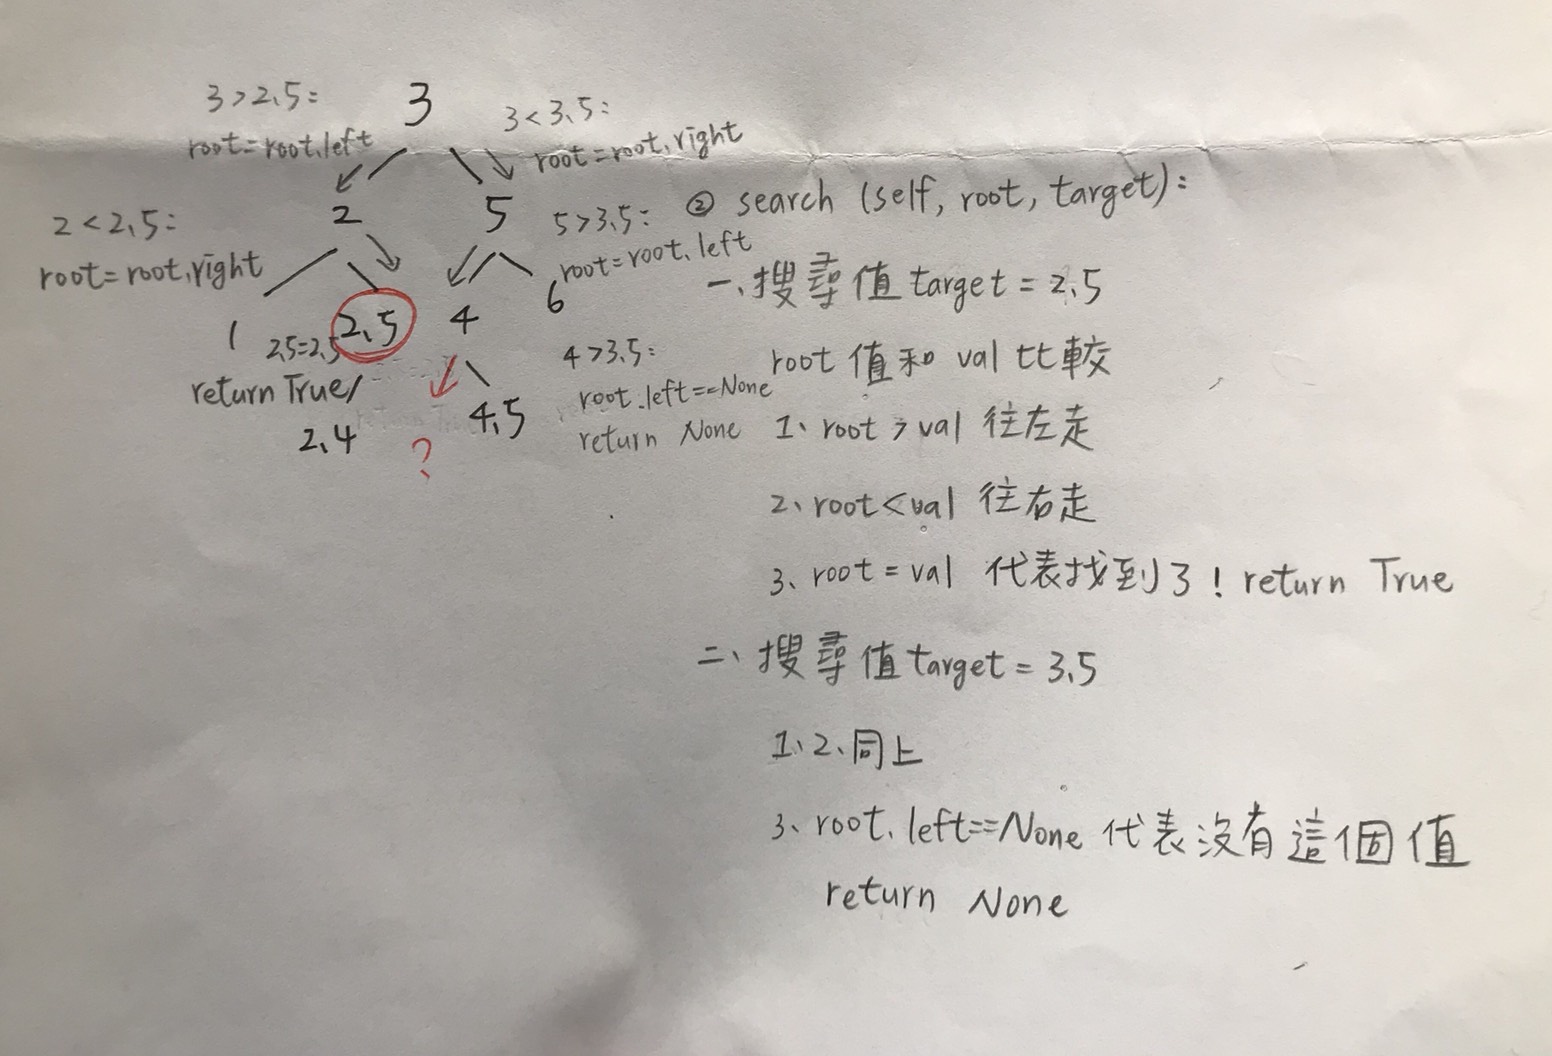 3
3>2、5:
root=root、left
3<3、5:
root=root、right
2
5
2<2、5:
root=root、right
5>3、5:
root=root、left
1
2、5
4
6
2、5=2、5
return True/
2、4
4、5
?
4>3、5:
root.left==None
return None
② search (self, root, target):
一、搜尋值 target = 2、5
root 值和 val 比較
1、root > val 往左走
2、root < val 往右走
3、root = val 代表找到了! return True
二、搜尋值 target = 3、5
1、2、同上
3、root、left==None 代表沒有這個值
return None